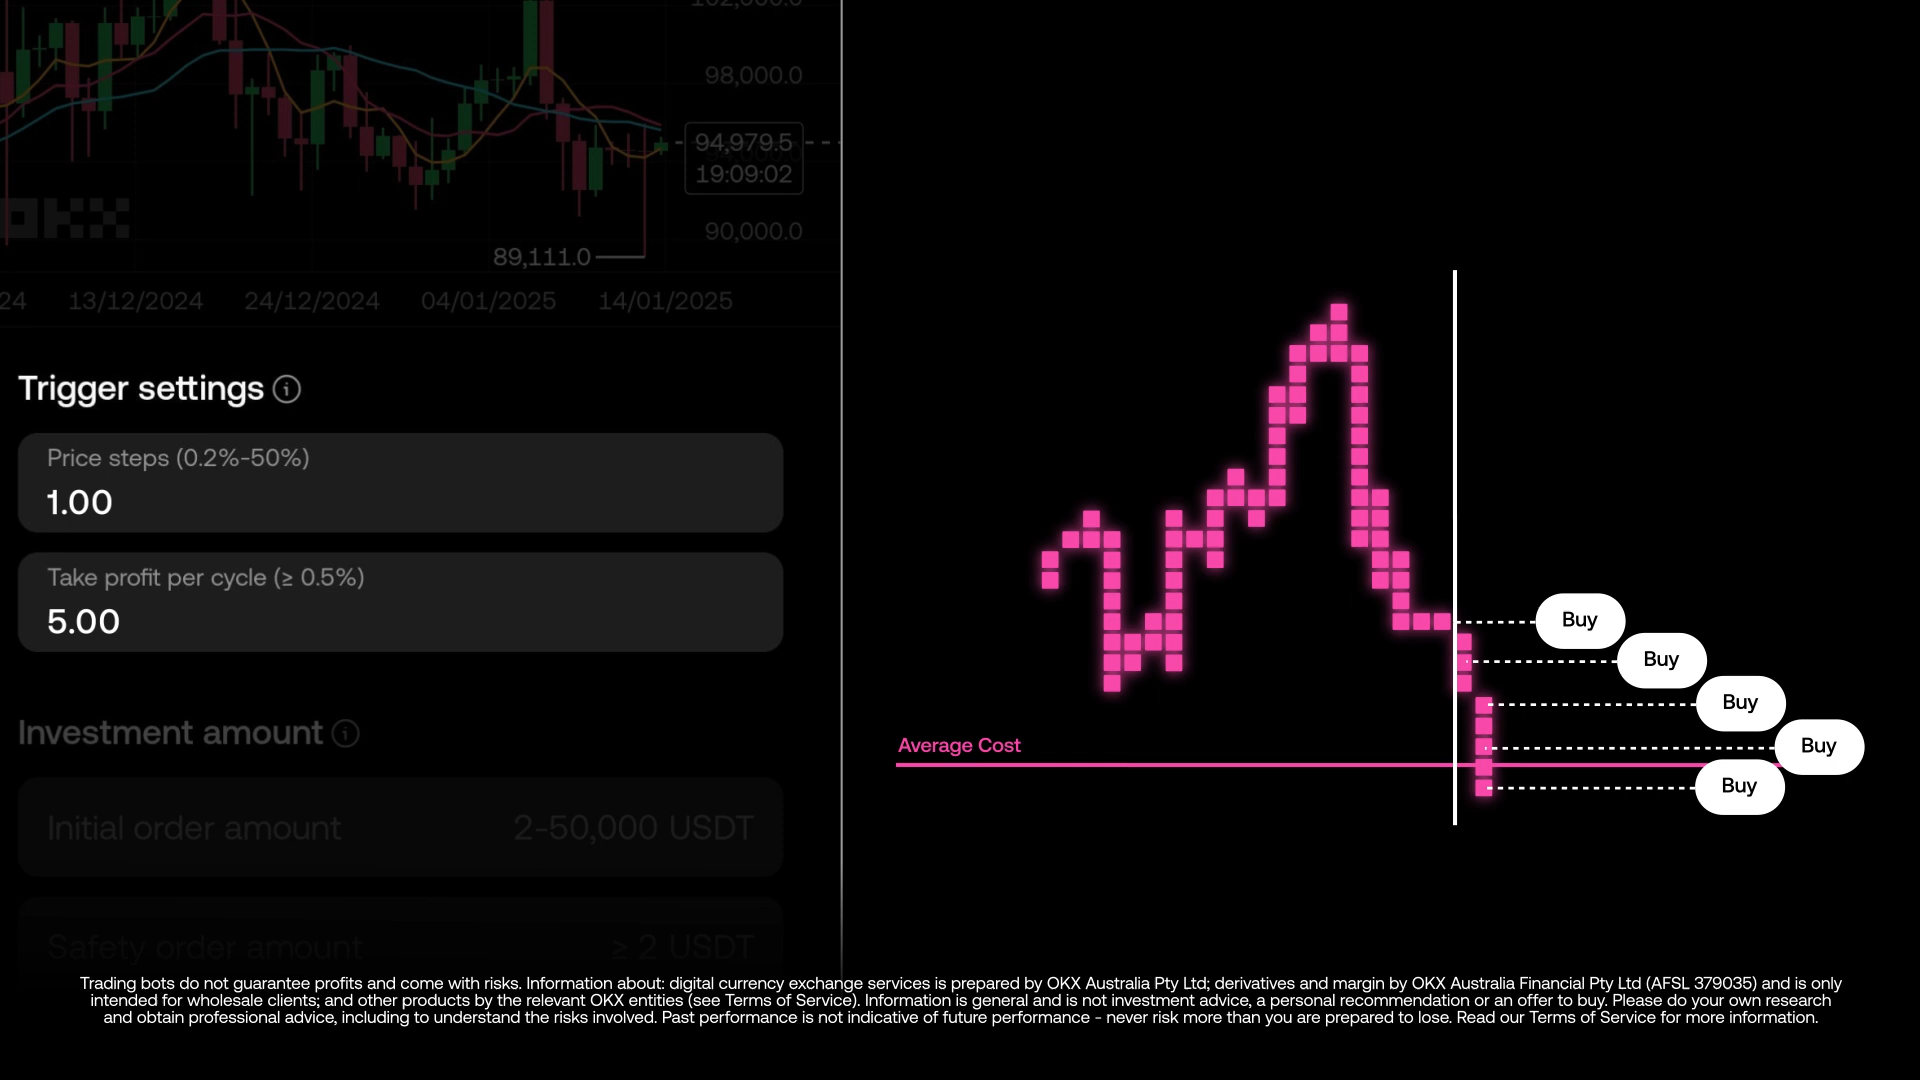 98,000.0
94,979.5
19:09:02
90,000.0
89,111.0
OKX
24
13/12/2024
24/12/2024
04/01/2025
14/01/2025
Trigger settings
Price steps (0.2%-50%)
1.00
Take profit per cycle (≥ 0.5%)
5.00
Investment amount
Initial order amount 2-50,000 USDT
Safety order amount ≥ 2 USDT
Buy
Buy
Buy
Buy
Buy
Average Cost
Trading bots do not guarantee profits and come with risks. Information about: digital currency exchange services is prepared by OKX Australia Pty Ltd; derivatives and margin by OKX Australia Financial Pty Ltd (AFSL 379035) and is only
intended for wholesale clients; and other products by the relevant OKX entities (see Terms of Service). Information is general and is not investment advice, a personal recommendation or an offer to buy. Please do your own research
and obtain professional advice, including to understand the risks involved. Past performance is not indicative of future performance - never risk more than you are prepared to lose. Read our Terms of Service for more information.